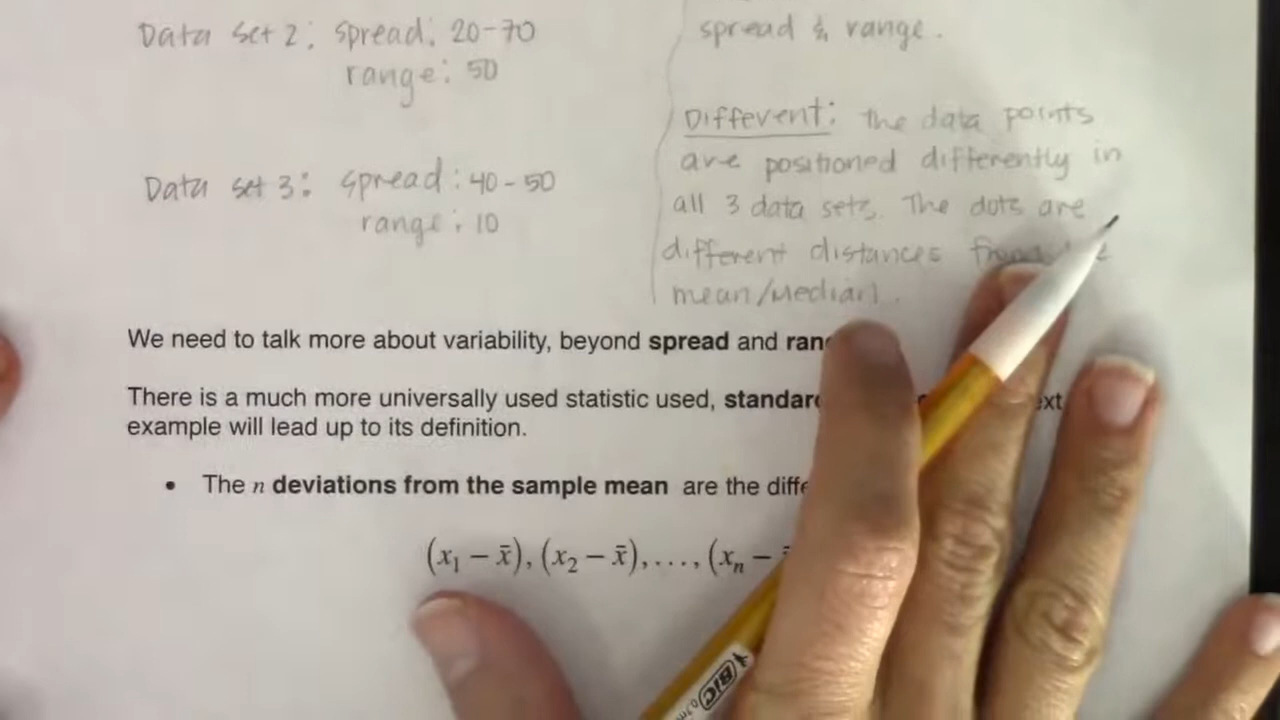 Data set 2: spread: 20-70
range: 50
Data set 3: spread: 40-50
range: 10
spread & range.
Different: the data points
are positioned differently in
all 3 data sets. The dots are
different distances from
mean/median.
We need to talk more about variability, beyond spread and
There is a much more universally used statistic used,
example will lead up to its definition.
• The n deviations from the sample mean are the
(x₁ − x̄), (x₂ − x̄), . . . , (xₙ −
BIC